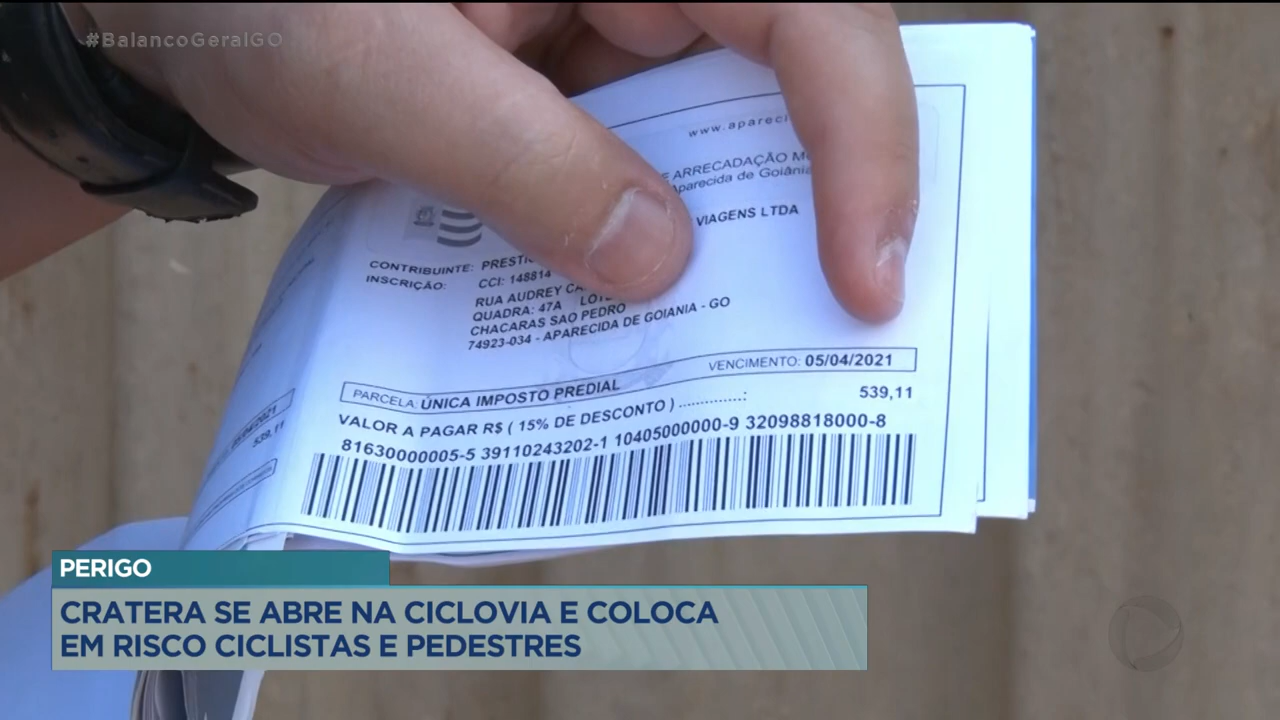 #BalancoGeralGO
www.apareci
E ARRECADAÇÃO M
Aparecida de Goiânia
VIAGENS LTDA
CONTRIBUINTE: PRESTI
INSCRIÇÃO: CCI: 148814
RUA AUDREY CA
QUADRA: 47A LOTE
CHACARAS SAO PEDRO
74923-034 - APARECIDA DE GOIANIA - GO
VENCIMENTO: 05/04/2021
PARCELA: ÚNICA IMPOSTO PREDIAL
VALOR A PAGAR R$ ( 15% DE DESCONTO ) ..............: 539,11
81630000005-5 39110243202-1 10405000000-9 32098818000-8
539,11
PERIGO
CRATERA SE ABRE NA CICLOVIA E COLOCA
EM RISCO CICLISTAS E PEDESTRES